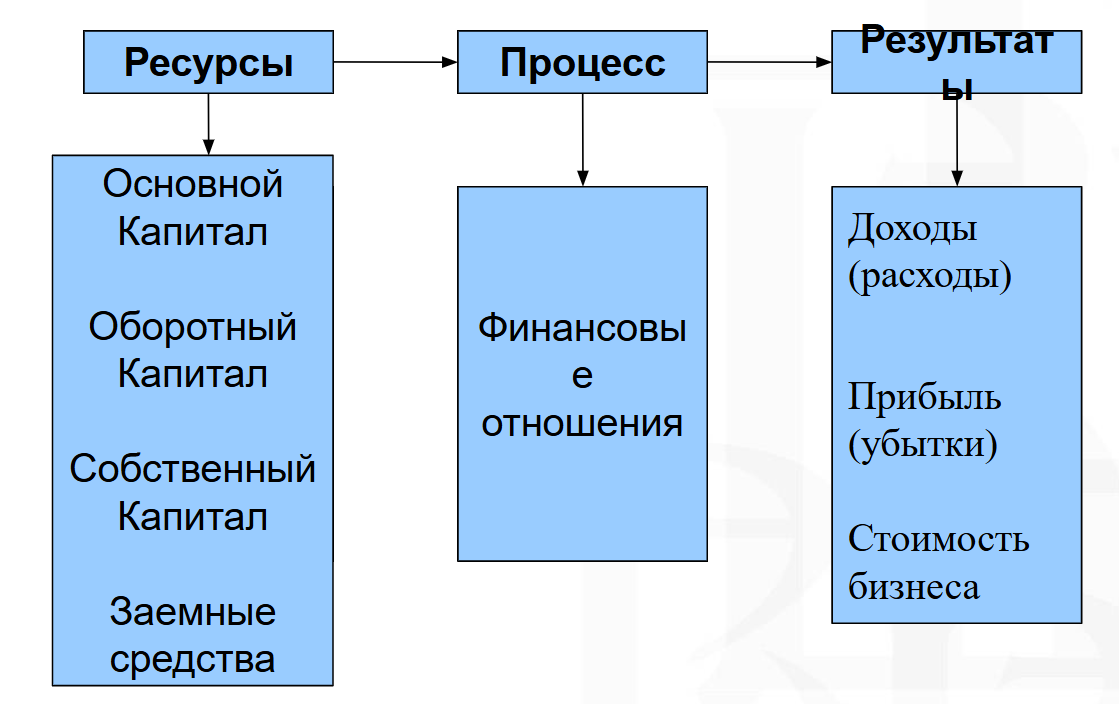 Ресурсы
Процесс
Результат
ы
Основной
Капитал
Оборотный
Капитал
Собственный
Капитал
Заемные
средства
Финансовы
е
отношения
Доходы
(расходы)
Прибыль
(убытки)
Стоимость
бизнеса